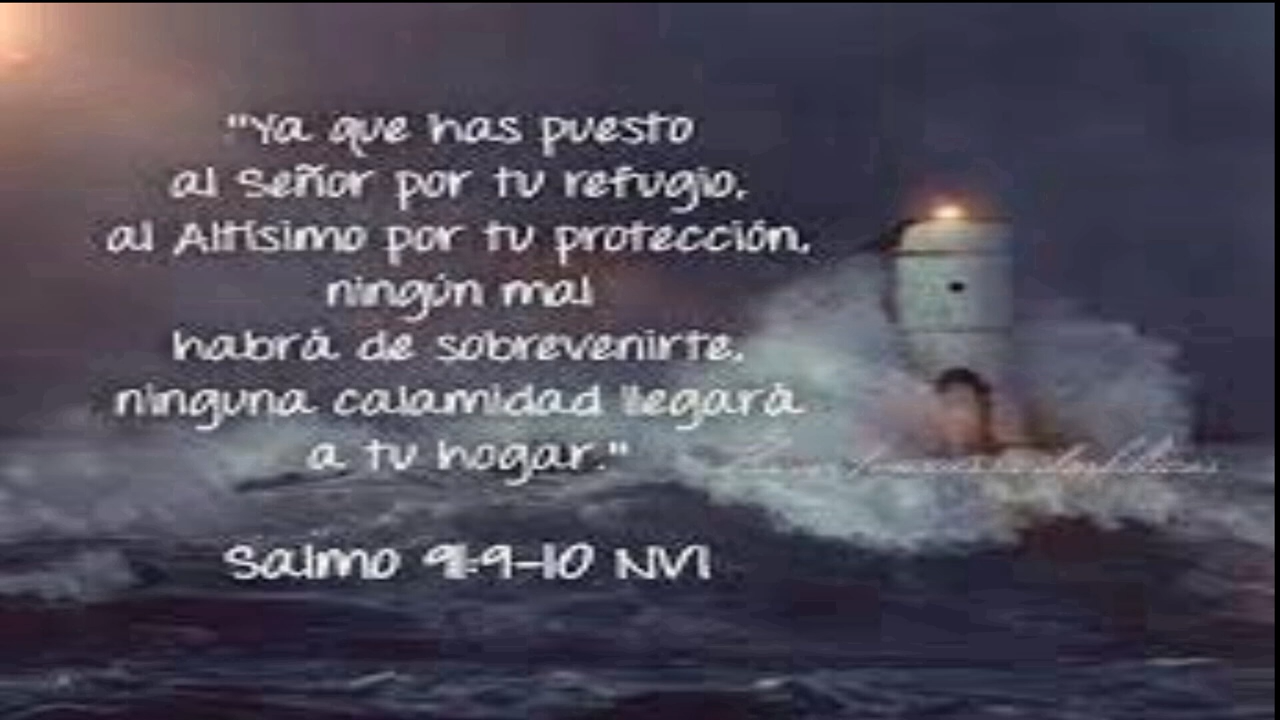 "Ya que has puesto
al Señor por tu refugio,
al Altísimo por tu protección,
ningún mal
habrá de sobrevenirte,
ninguna calamidad llegará
a tu hogar."
Salmo 91:9-10 NVI